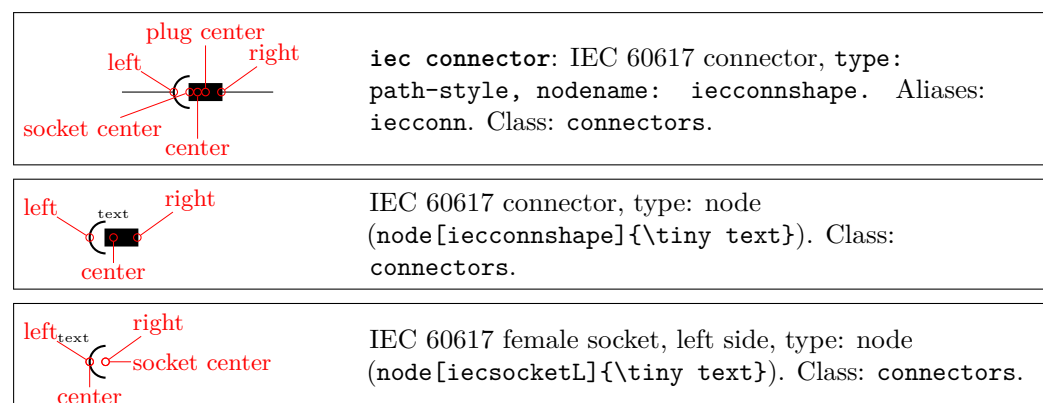 plug center
left
right
socket center
center
iec connector: IEC 60617 connector, type:
path-style, nodename: iecconnshape. Aliases:
iecconn. Class: connectors.
left
text
right
center
IEC 60617 connector, type: node
(node[iecconnshape]{\tiny text}). Class:
connectors.
left
text
right
socket center
center
IEC 60617 female socket, left side, type: node
(node[iecsocketL]{\tiny text}). Class: connectors.